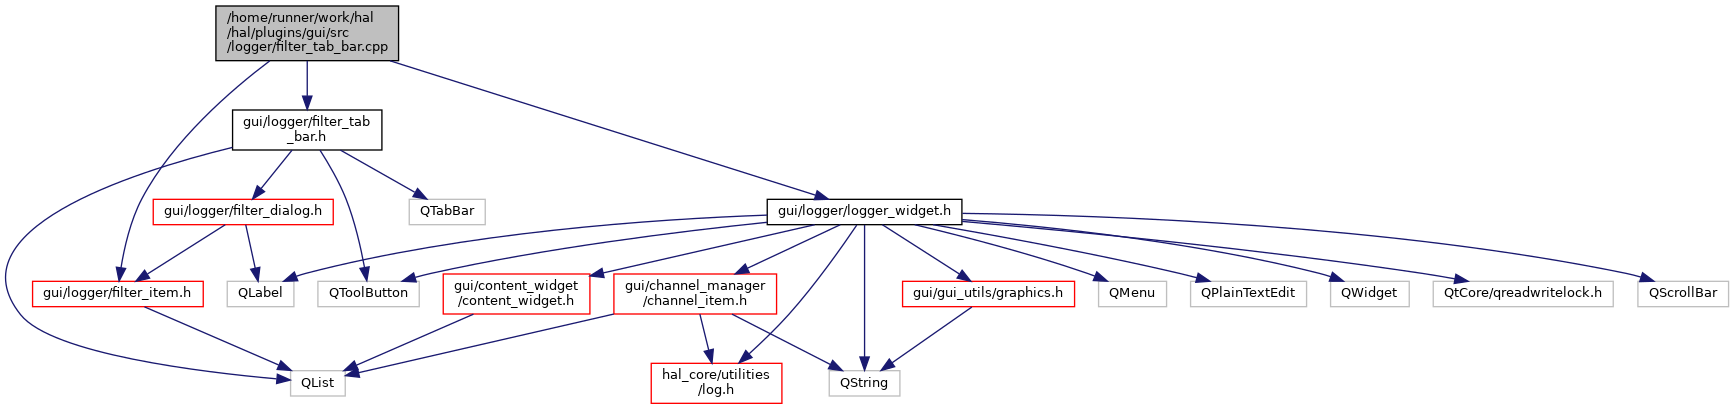 /home/runner/work/hal
/hal/plugins/gui/src
/logger/filter_tab_bar.cpp
gui/logger/filter_tab
_bar.h
gui/logger/filter_dialog.h
QTabBar
gui/logger/logger_widget.h
gui/logger/filter_item.h
QLabel
QToolButton
gui/content_widget
/content_widget.h
gui/channel_manager
/channel_item.h
gui/gui_utils/graphics.h
QMenu
QPlainTextEdit
QWidget
QtCore/qreadwritelock.h
QScrollBar
QList
hal_core/utilities
/log.h
QString